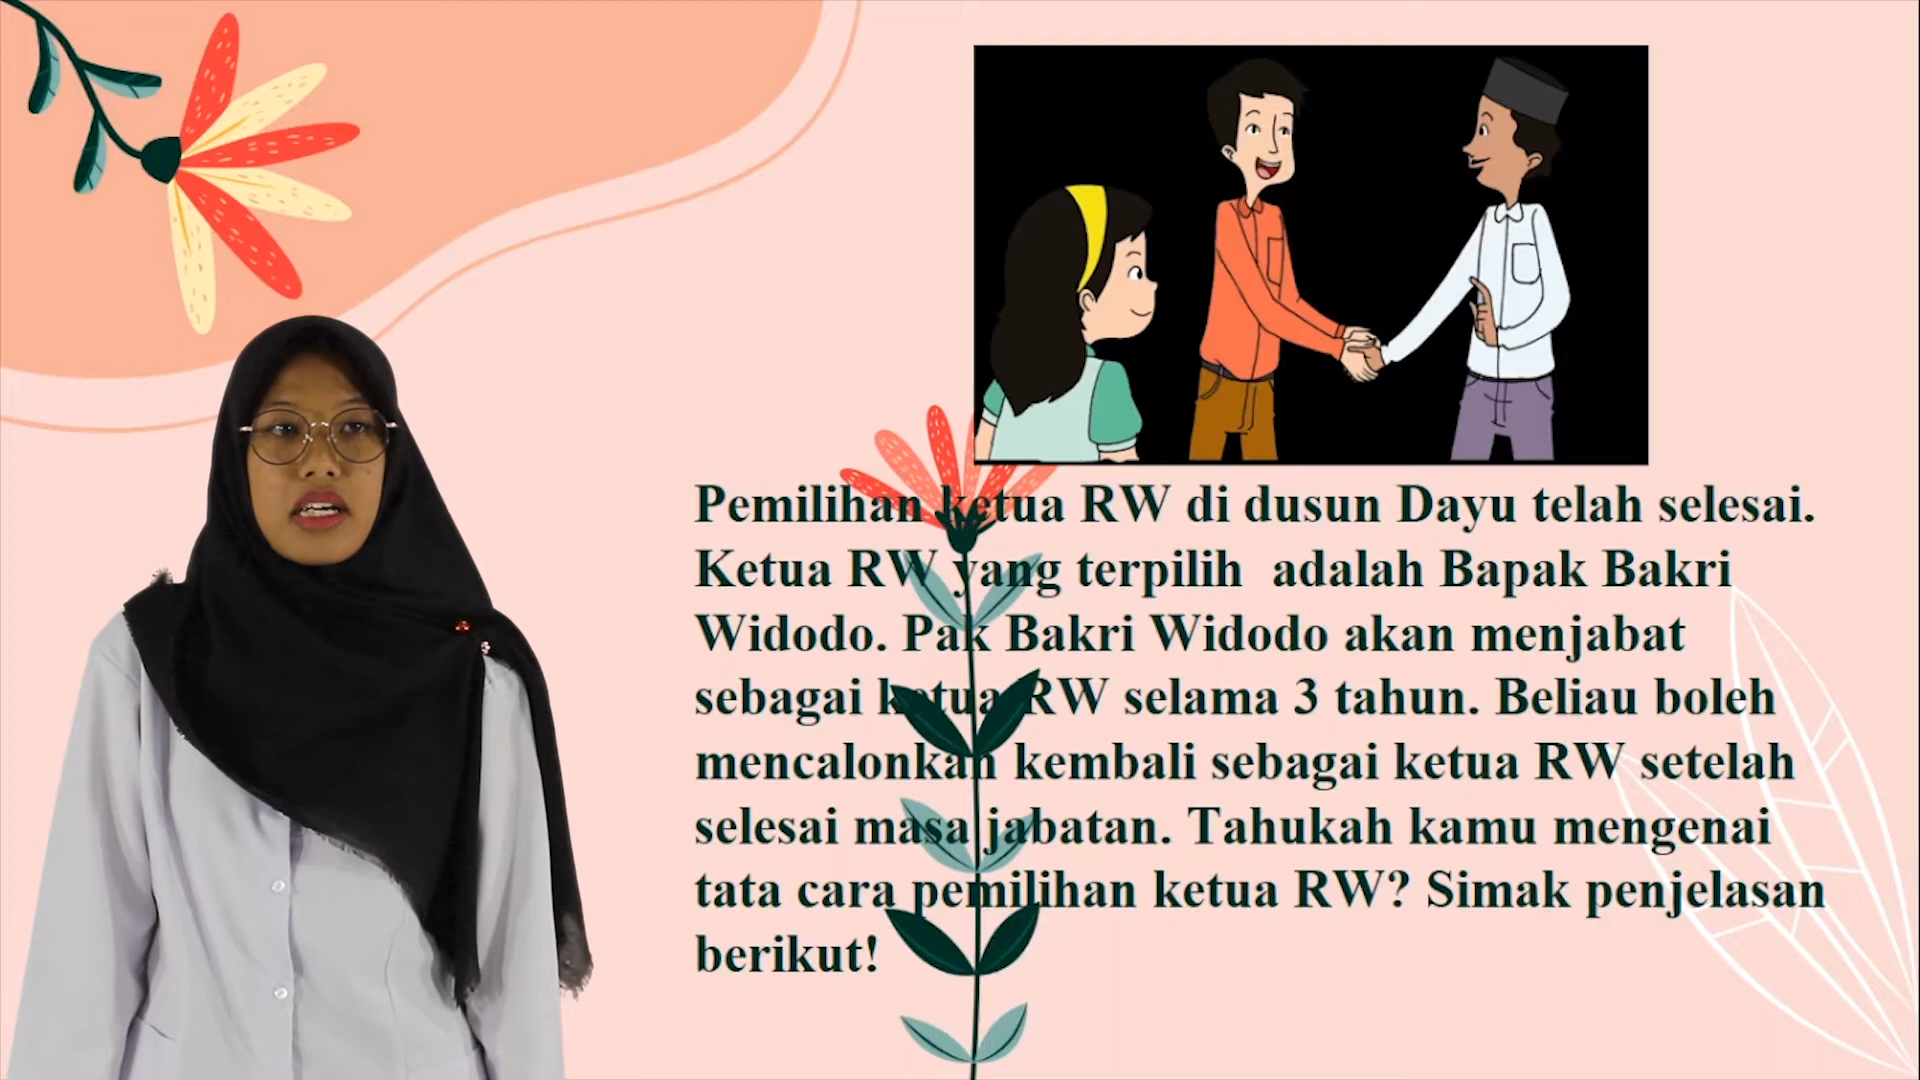 Pemilihan ketua RW di dusun Dayu telah selesai.
Ketua RW yang terpilih adalah Bapak Bakri
Widodo. Pak Bakri Widodo akan menjabat
sebagai ketua RW selama 3 tahun. Beliau boleh
mencalonkan kembali sebagai ketua RW setelah
selesai masa jabatan. Tahukah kamu mengenai
tata cara pemilihan ketua RW? Simak penjelasan
berikut!